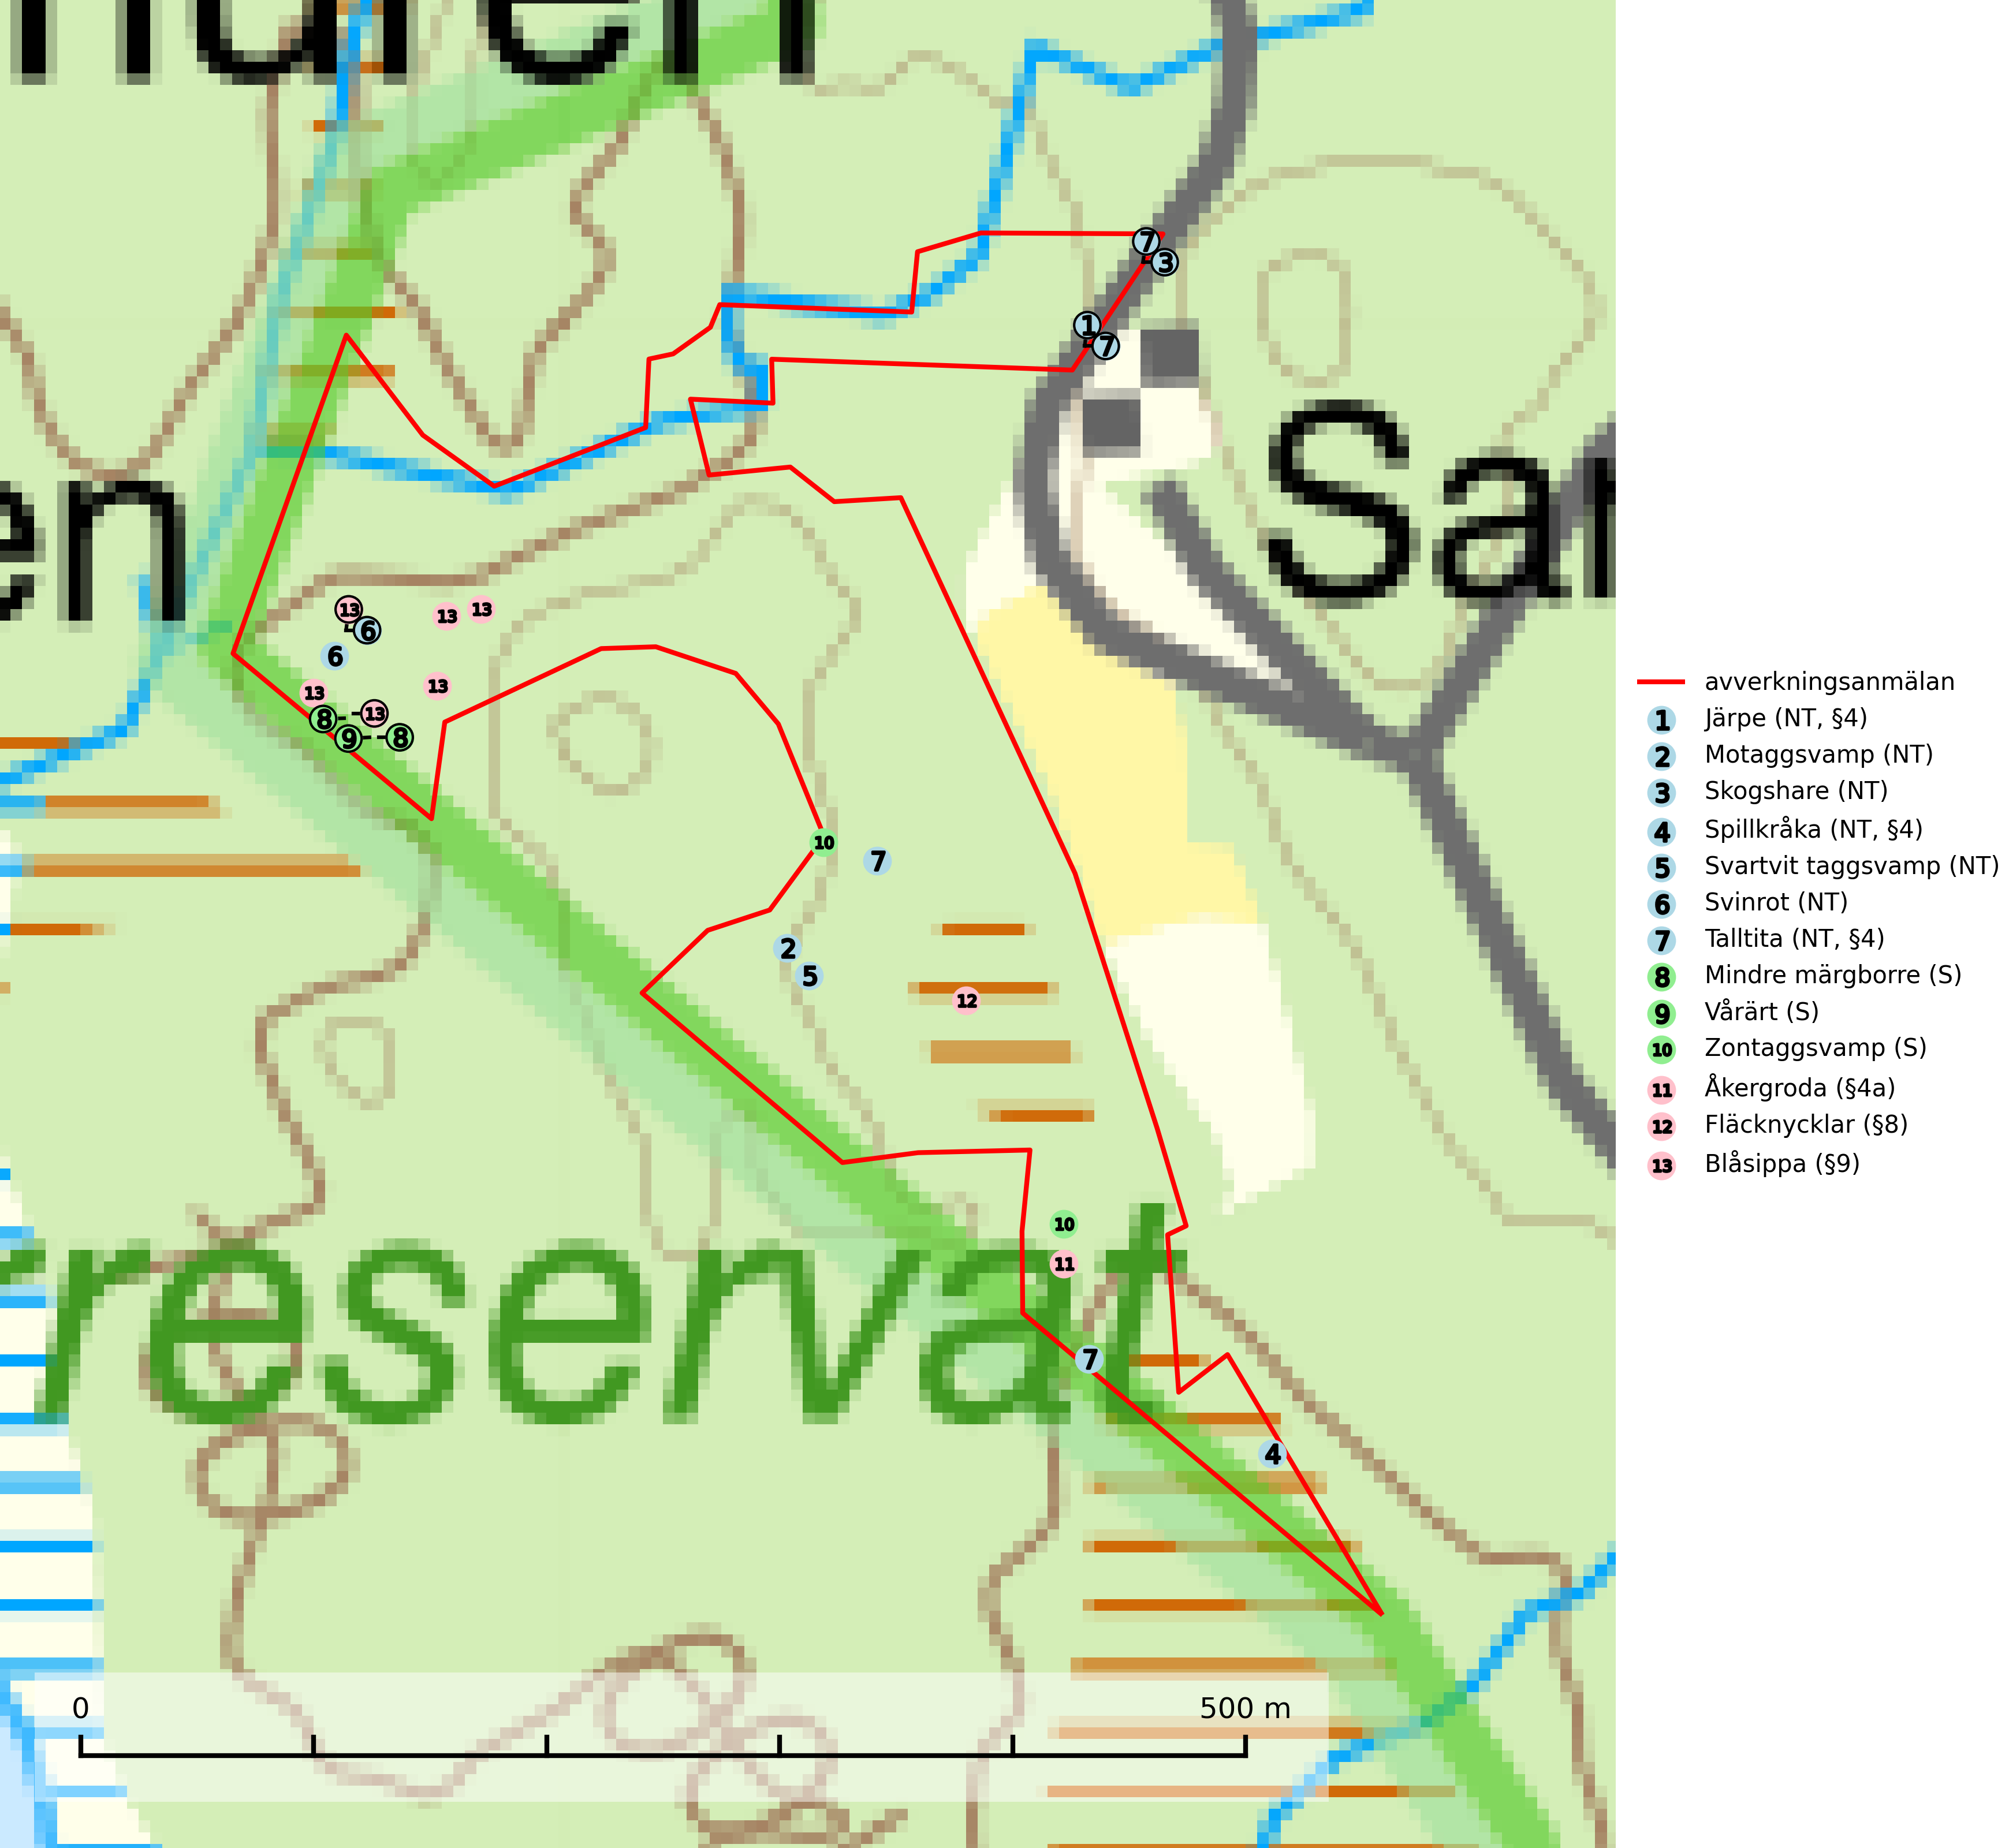 en
Sat
reservat
7
3
1
7
13
13
13
6
6
13
13
8
13
9
8
10
7
2
5
12
10
11
7
4
0
500 m
avverkningsanmälan
1 Järpe (NT, §4)
2 Motaggsvamp (NT)
3 Skogshare (NT)
4 Spillkråka (NT, §4)
5 Svartvit taggsvamp (NT)
6 Svinrot (NT)
7 Talltita (NT, §4)
8 Mindre märgborre (S)
9 Vårärt (S)
10 Zontaggsvamp (S)
11 Åkergroda (§4a)
12 Fläcknycklar (§8)
13 Blåsippa (§9)